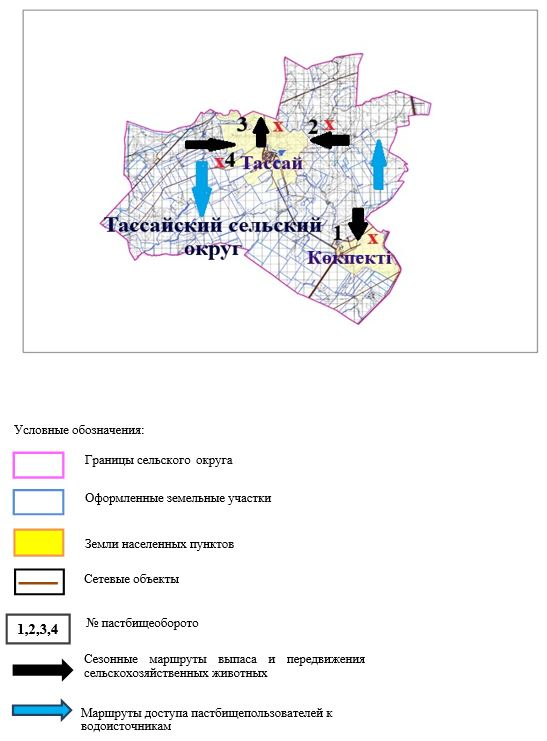 3
x
2
x
x
4
Тассай
Тассайский сельский
округ
1
x
Көкпекті
Условные обозначения:
Границы сельского округа
Оформленные земельные участки
Земли населенных пунктов
Сетевые объекты
1,2,3,4
№ пастбищеоборото
Сезонные маршруты выпаса и передвижения
сельскохозяйственных животных
Маршруты доступа пастбищепользователей к
водоисточникам